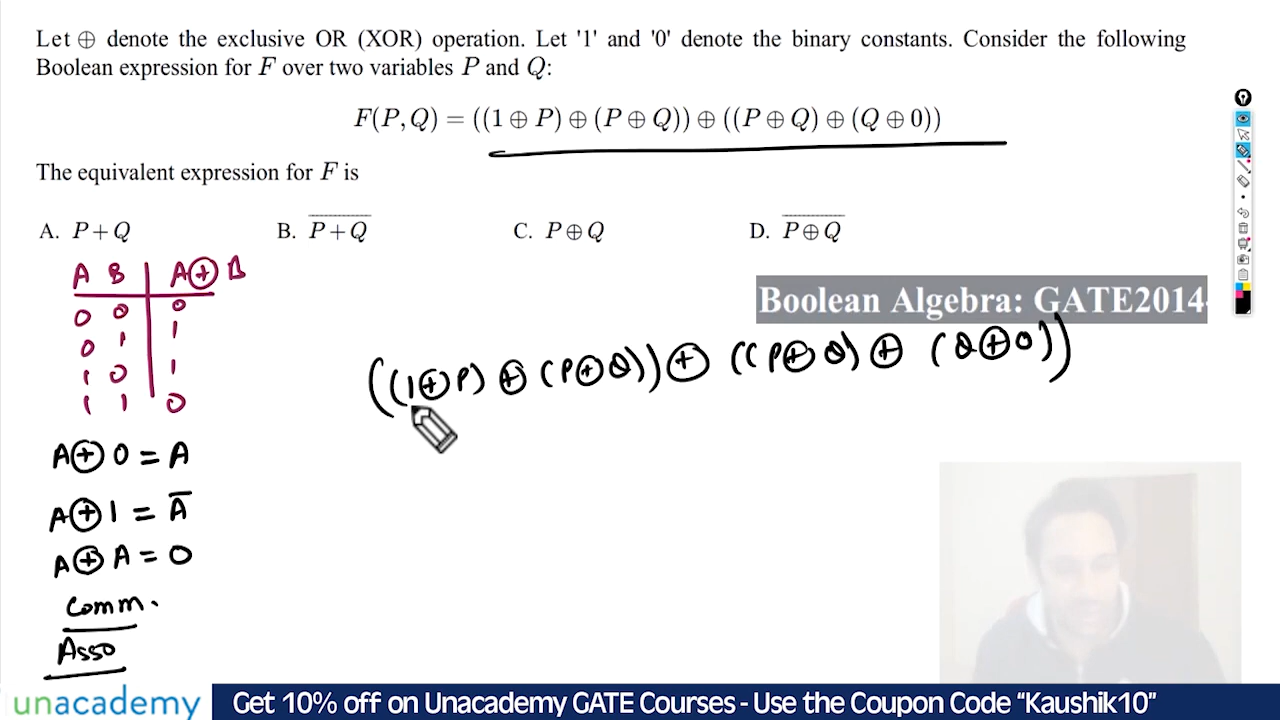 Let ⊕ denote the exclusive OR (XOR) operation. Let '1' and '0' denote the binary constants. Consider the following
Boolean expression for F over two variables P and Q:
F(P,Q) = ((1 ⊕ P) ⊕ (P ⊕ Q)) ⊕ ((P ⊕ Q) ⊕ (Q ⊕ 0))
The equivalent expression for F is
A. P + Q B. \overline{P + Q} C. P ⊕ Q D. \overline{P ⊕ Q}
A B | A ⊕ B
0 0 | 0
0 1 | 1
1 0 | 1
1 1 | 0
Boolean Algebra: GATE2014-
((1⊕P) ⊕ (P⊕Q)) ⊕ ((P⊕Q) ⊕ (Q⊕0))
A⊕0 = A
A⊕1 = \overline{A}
A⊕A = 0
Comm.
Asso
unacademy
Get 10% off on Unacademy GATE Courses - Use the Coupon Code “Kaushik10”